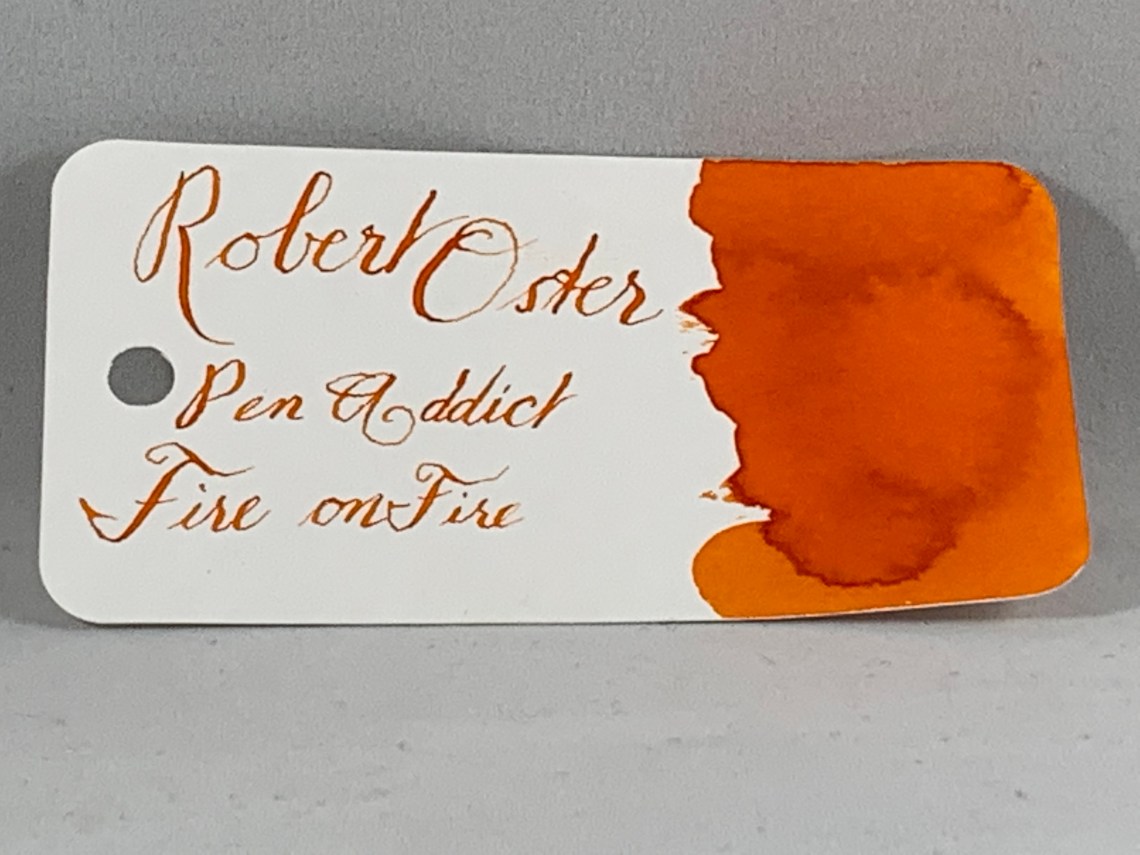 Robert Oster
Pen Addict
Fire on Fire